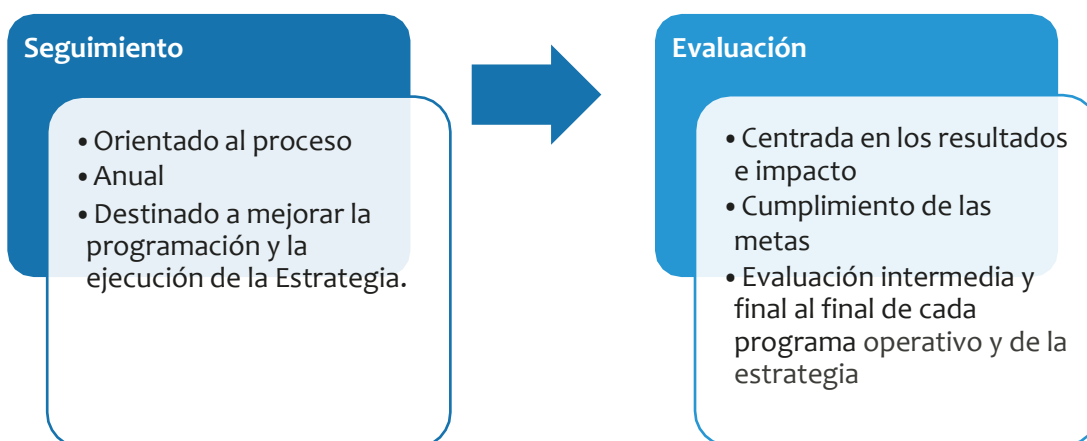 Seguimiento
• Orientado al proceso
• Anual
• Destinado a mejorar la
programación y la
ejecución de la Estrategia.
Evaluación
• Centrada en los resultados
e impacto
• Cumplimiento de las
metas
• Evaluación intermedia y
final al final de cada
programa operativo y de la
estrategia